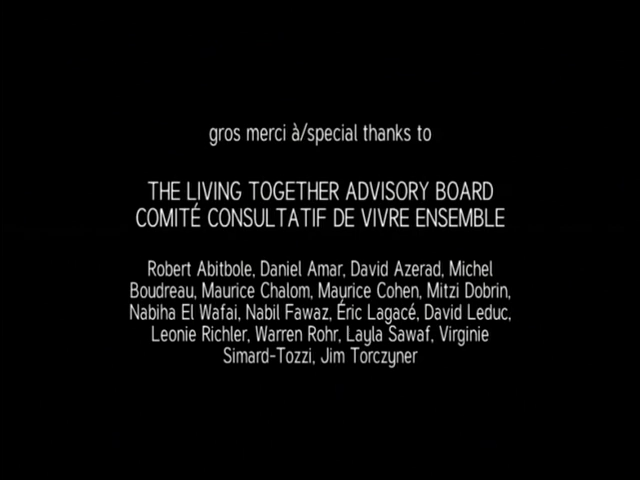 gros merci à/special thanks to
THE LIVING TOGETHER ADVISORY BOARD
COMITÉ CONSULTATIF DE VIVRE ENSEMBLE
Robert Abitbole, Daniel Amar, David Azerad, Michel
Boudreau, Maurice Chalom, Maurice Cohen, Mitzi Dobrin,
Nabiha El Wafai, Nabil Fawaz, Éric Lagacé, David Leduc,
Leonie Richler, Warren Rohr, Layla Sawaf, Virginie
Simard-Tozzi, Jim Torczyner